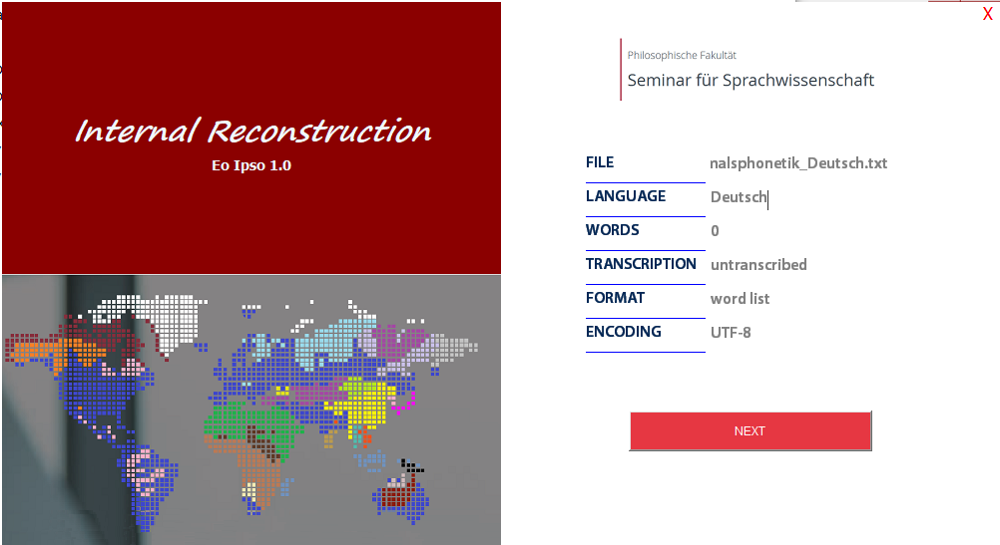 Internal Reconstruction
Eo Ipso 1.0
X
Philosophische Fakultät
Seminar für Sprachwissenschaft
FILE nalsphonetik_Deutsch.txt
LANGUAGE Deutsch
WORDS 0
TRANSCRIPTION untranscribed
FORMAT word list
ENCODING UTF-8
NEXT